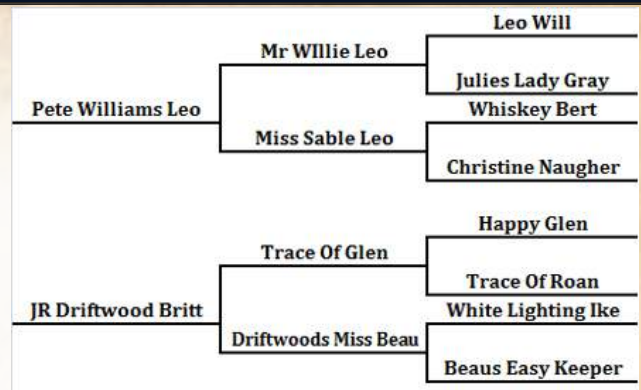 Leo Will
Mr WIllie Leo
Julies Lady Gray
Pete Williams Leo
Whiskey Bert
Miss Sable Leo
Christine Naugher
Happy Glen
Trace Of Glen
Trace Of Roan
JR Driftwood Britt
White Lighting Ike
Driftwoods Miss Beau
Beaus Easy Keeper